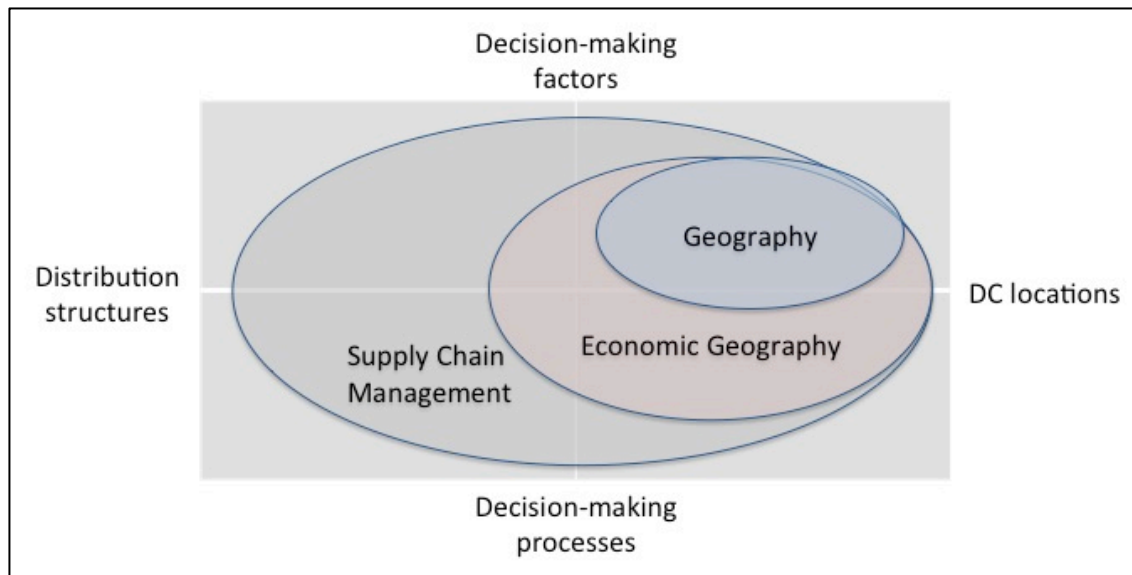 Decision-making
factors
Geography
Distribution
structures
DC locations
Economic Geography
Supply Chain
Management
Decision-making
processes